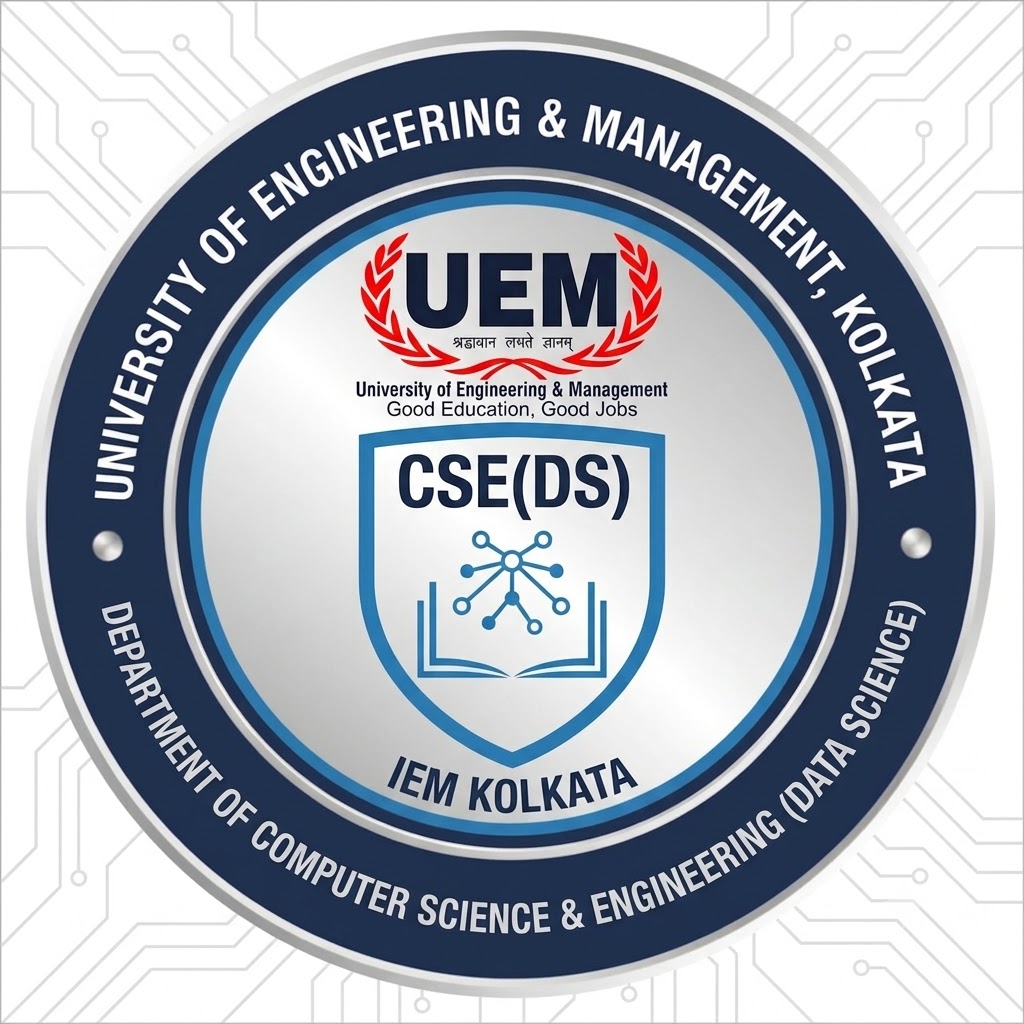 UNIVERSITY OF ENGINEERING & MANAGEMENT, KOLKATA
UEM
श्रद्धावान लभते ज्ञानम्
University of Engineering & Management
Good Education, Good Jobs
CSE(DS)
IEM KOLKATA
DEPARTMENT OF COMPUTER SCIENCE & ENGINEERING (DATA SCIENCE)